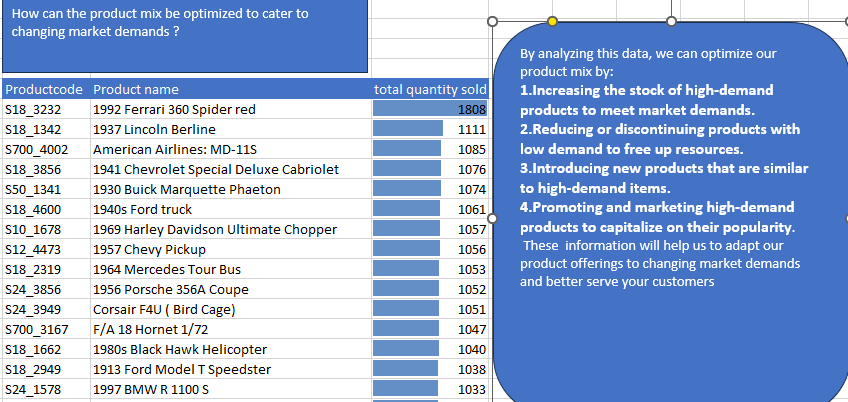 How can the product mix be optimized to cater to
changing market demands ?
Productcode Product name total quantity sold
S18_3232 1992 Ferrari 360 Spider red 1808
S18_1342 1937 Lincoln Berline 1111
S700_4002 American Airlines: MD-11S 1085
S18_3856 1941 Chevrolet Special Deluxe Cabriolet 1076
S50_1341 1930 Buick Marquette Phaeton 1074
S18_4600 1940s Ford truck 1061
S10_1678 1969 Harley Davidson Ultimate Chopper 1057
S12_4473 1957 Chevy Pickup 1056
S18_2319 1964 Mercedes Tour Bus 1053
S24_3856 1956 Porsche 356A Coupe 1052
S24_3949 Corsair F4U ( Bird Cage) 1051
S700_3167 F/A 18 Hornet 1/72 1047
S18_1662 1980s Black Hawk Helicopter 1040
S18_2949 1913 Ford Model T Speedster 1038
S24_1578 1997 BMW R 1100 S 1033
By analyzing this data, we can optimize our
product mix by:
1.Increasing the stock of high-demand
products to meet market demands.
2.Reducing or discontinuing products with
low demand to free up resources.
3.Introducing new products that are similar
to high-demand items.
4.Promoting and marketing high-demand
products to capitalize on their popularity.
These information will help us to adapt our
product offerings to changing market demands
and better serve your customers